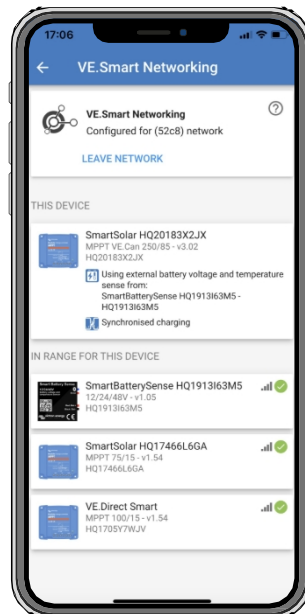 17:06
VE.Smart Networking
VE.Smart Networking
Configured for (52c8) network
LEAVE NETWORK
THIS DEVICE
SmartSolar HQ20183X2JX
MPPT VE.Can 250/85 - v3.02
HQ20183X2JX
Using external battery voltage and temperature
sense from:
SmartBatterySense HQ1913I63M5 -
HQ1913I63M5
Synchronised charging
IN RANGE FOR THIS DEVICE
SmartBatterySense HQ1913I63M5
12/24/48V - v1.05
HQ1913I63M5
SmartSolar HQ17466L6GA
MPPT 75/15 - v1.54
HQ17466L6GA
VE.Direct Smart
MPPT 100/15 - v1.54
HQ1705Y7WJV